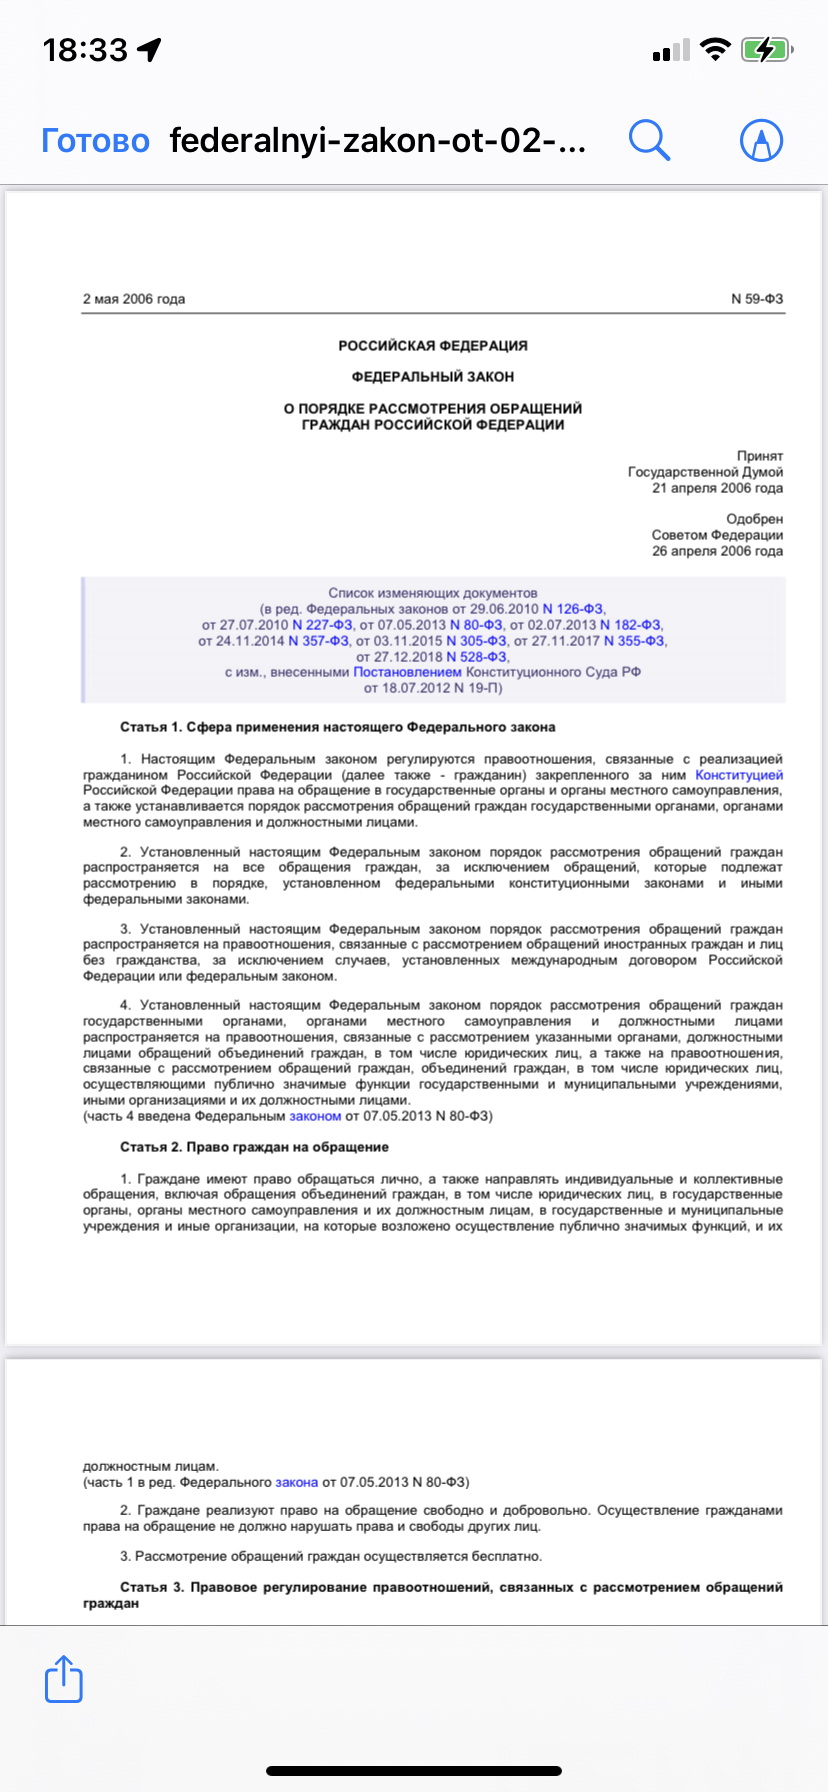 18:33
Готово federalnyi-zakon-ot-02-...
2 мая 2006 года N 59-ФЗ
РОССИЙСКАЯ ФЕДЕРАЦИЯ
ФЕДЕРАЛЬНЫЙ ЗАКОН
О ПОРЯДКЕ РАССМОТРЕНИЯ ОБРАЩЕНИЙ
ГРАЖДАН РОССИЙСКОЙ ФЕДЕРАЦИИ
Принят
Государственной Думой
21 апреля 2006 года
Одобрен
Советом Федерации
26 апреля 2006 года
Список изменяющих документов
(в ред. Федеральных законов от 29.06.2010 N 126-ФЗ,
от 27.07.2010 N 227-ФЗ, от 07.05.2013 N 80-ФЗ, от 02.07.2013 N 182-ФЗ,
от 24.11.2014 N 357-ФЗ, от 03.11.2015 N 305-ФЗ, от 27.11.2017 N 355-ФЗ,
от 27.12.2018 N 528-ФЗ,
с изм., внесенными Постановлением Конституционного Суда РФ
от 18.07.2012 N 19-П)
Статья 1. Сфера применения настоящего Федерального закона
1. Настоящим Федеральным законом регулируются правоотношения, связанные с реализацией
гражданином Российской Федерации (далее также - гражданин) закрепленного за ним Конституцией
Российской Федерации права на обращение в государственные органы и органы местного самоуправления,
а также устанавливается порядок рассмотрения обращений граждан государственными органами, органами
местного самоуправления и должностными лицами.
2. Установленный настоящим Федеральным законом порядок рассмотрения обращений граждан
распространяется на все обращения граждан, за исключением обращений, которые подлежат
рассмотрению в порядке, установленном федеральными конституционными законами и иными
федеральными законами.
3. Установленный настоящим Федеральным законом порядок рассмотрения обращений граждан
распространяется на правоотношения, связанные с рассмотрением обращений иностранных граждан и лиц
без гражданства, за исключением случаев, установленных международным договором Российской
Федерации или федеральным законом.
4. Установленный настоящим Федеральным законом порядок рассмотрения обращений граждан
государственными органами, органами местного самоуправления и должностными лицами
распространяется на правоотношения, связанные с рассмотрением указанными органами, должностными
лицами обращений объединений граждан, в том числе юридических лиц, а также на правоотношения,
связанные с рассмотрением обращений граждан, объединений граждан, в том числе юридических лиц,
осуществляющими публично значимые функции государственными и муниципальными учреждениями,
иными организациями и их должностными лицами.
(часть 4 введена Федеральным законом от 07.05.2013 N 80-ФЗ)
Статья 2. Право граждан на обращение
1. Граждане имеют право обращаться лично, а также направлять индивидуальные и коллективные
обращения, включая обращения объединений граждан, в том числе юридических лиц, в государственные
органы, органы местного самоуправления и их должностным лицам, в государственные и муниципальные
учреждения и иные организации, на которые возложено осуществление публично значимых функций, и их
должностным лицам.
(часть 1 в ред. Федерального закона от 07.05.2013 N 80-ФЗ)
2. Граждане реализуют право на обращение свободно и добровольно. Осуществление гражданами
права на обращение не должно нарушать права и свободы других лиц.
3. Рассмотрение обращений граждан осуществляется бесплатно.
Статья 3. Правовое регулирование правоотношений, связанных с рассмотрением обращений
граждан